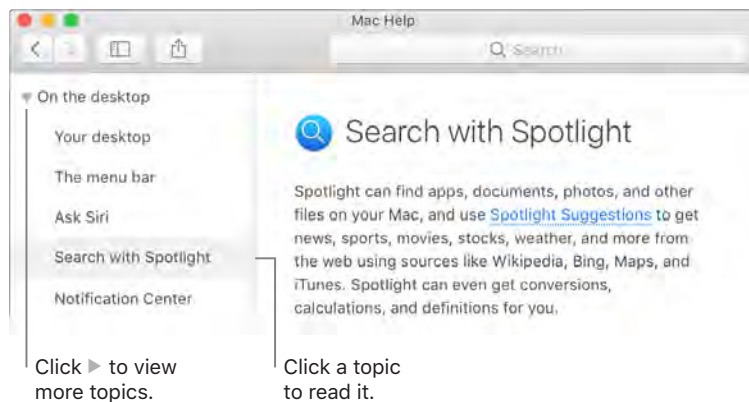 Mac Help
Search
On the desktop
Your desktop
The menu bar
Ask Siri
Search with Spotlight
Notification Center
Search with Spotlight
Spotlight can find apps, documents, photos, and other
files on your Mac, and use Spotlight Suggestions to get
news, sports, movies, stocks, weather, and more from
the web using sources like Wikipedia, Bing, Maps, and
iTunes. Spotlight can even get conversions,
calculations, and definitions for you.
Click ▶ to view
more topics.
Click a topic
to read it.